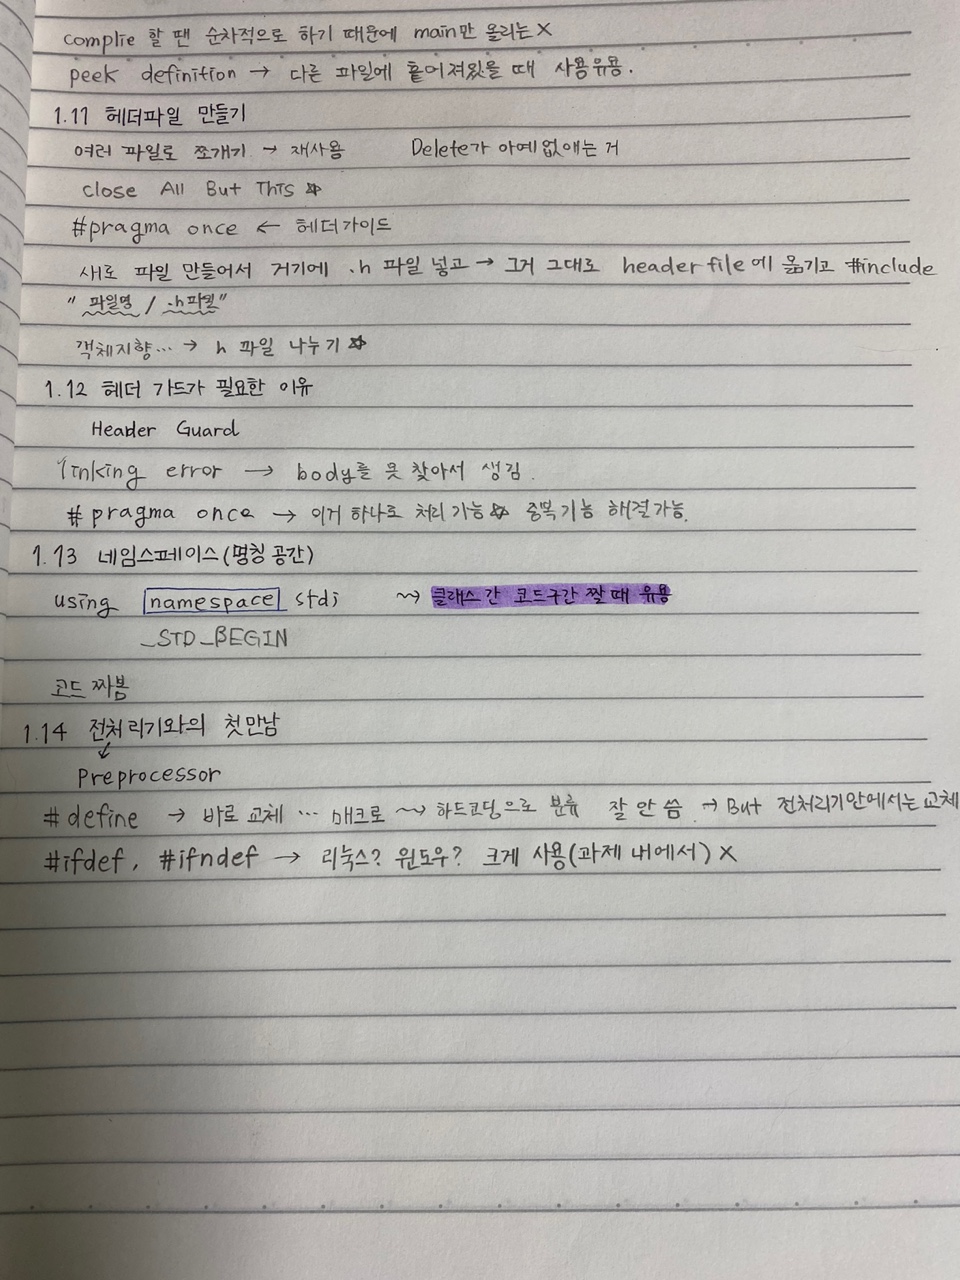 complie 할 땐 순차적으로 하기 때문에 main만 올리는 X
peek definition → 다른 파일에 흩어져있을 때 사용유용.
1.11 헤더파일 만들기
여러 파일로 쪼개기 → 재사용 Delete가 아예 없애는 거
close All But This ☆
#pragma once ← 헤더가이드
새로 파일 만들어서 거기에 .h 파일 넣고 → 그거 그대로 header file에 옮기고 #include
" 파일명 / .h파일"
객체지향... → h 파일 나누기 ☆
1.12 헤더 가드가 필요한 이유
Header Guard
linking error → body를 못 찾아서 생김.
# pragma once → 이거 하나로 처리 가능 ☆ 중복기능 해결가능.
1.13 네임스페이스(명칭 공간)
using namespace std; ⇝ 클래스 간 코드구간 짤 때 유용
_STD_BEGIN
코드 짜봄
1.14 전처리기와의 첫만남
↓
Preprocessor
#define → 바로 교체 ... 매크로 ⇝ 하드코딩으로 분류 잘 안 씀. → But 전처리기안에서는 교체
#ifdef, #ifndef → 리눅스? 윈도우? 크게 사용(과제 내에서) X